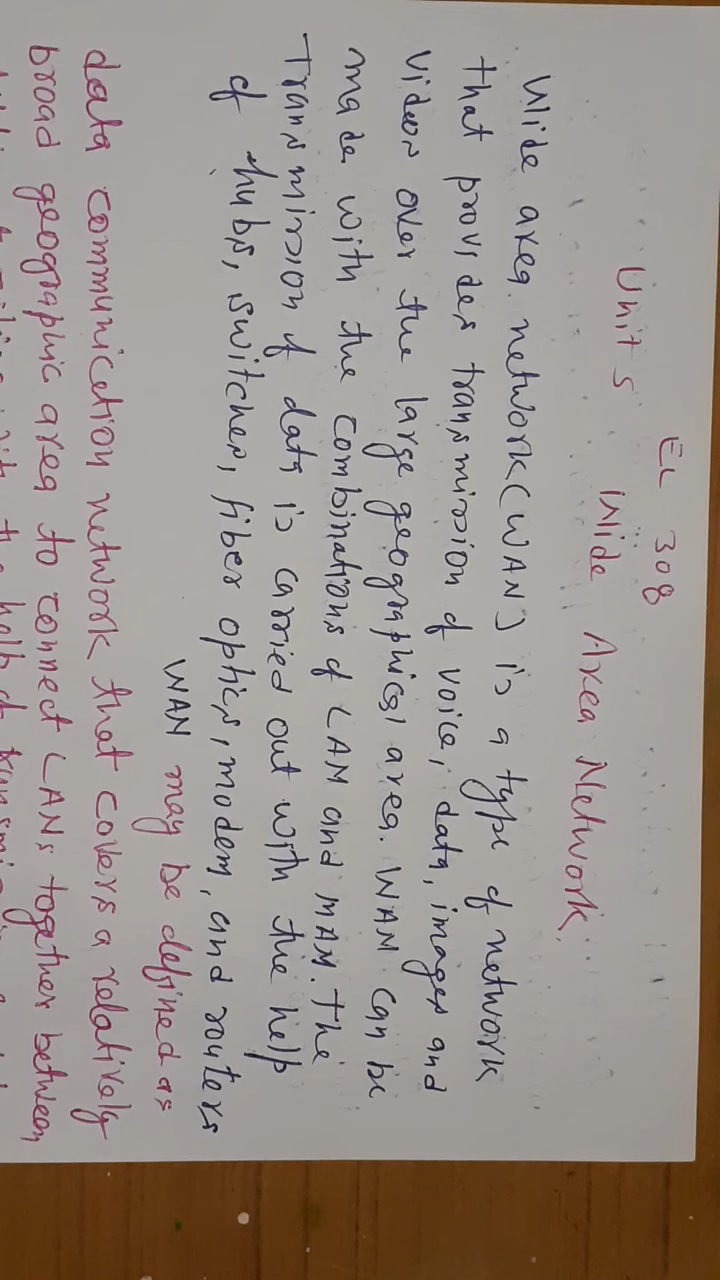 EL 308
Unit 5 Wide Area Network.
Wide area network (WAN) is a type of network
that provides transmission of voice, data, images and
videos over the large geographical area. WAN can be
made with the combinations of LAN and MAN. The
Transmission of data is carried out with the help
of hubs, switches, fiber optics, modem, and routers
WAN may be defined as
data communication network that covers a relatively
broad geographic area to connect LANs together between